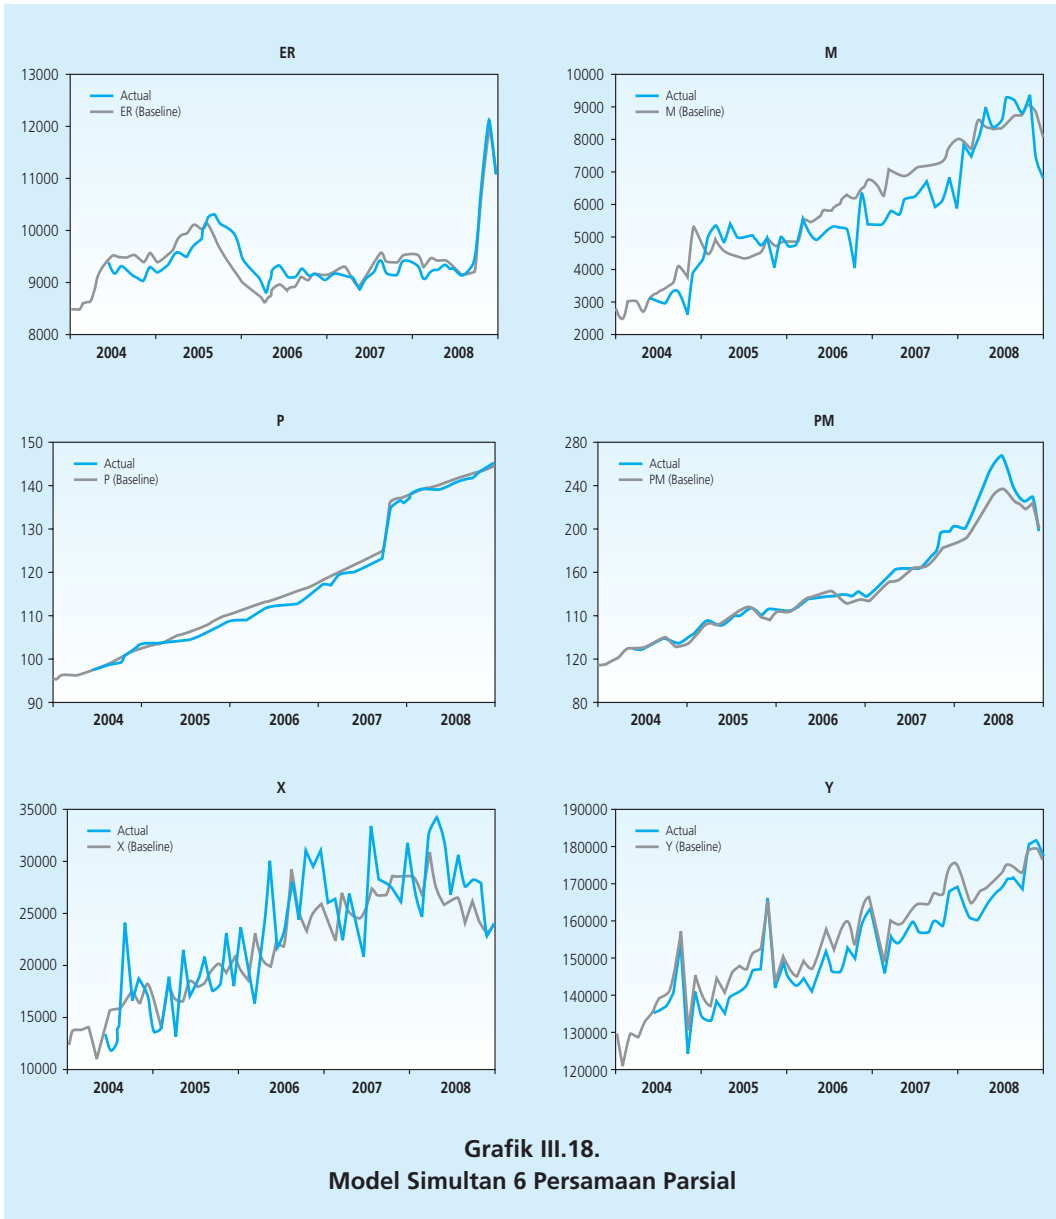 ER
13000
12000
11000
10000
9000
8000
Actual
ER (Baseline)
2004 2005 2006 2007 2008
M
10000
9000
8000
7000
6000
5000
4000
3000
2000
Actual
M (Baseline)
2004 2005 2006 2007 2008
P
150
140
130
120
110
100
90
Actual
P (Baseline)
2004 2005 2006 2007 2008
PM
280
240
200
160
110
120
80
Actual
PM (Baseline)
2004 2005 2006 2007 2008
X
35000
30000
25000
20000
15000
10000
Actual
X (Baseline)
2004 2005 2006 2007 2008
Y
190000
180000
170000
160000
150000
140000
130000
120000
Actual
Y (Baseline)
2004 2005 2006 2007 2008
Grafik III.18.
Model Simultan 6 Persamaan Parsial